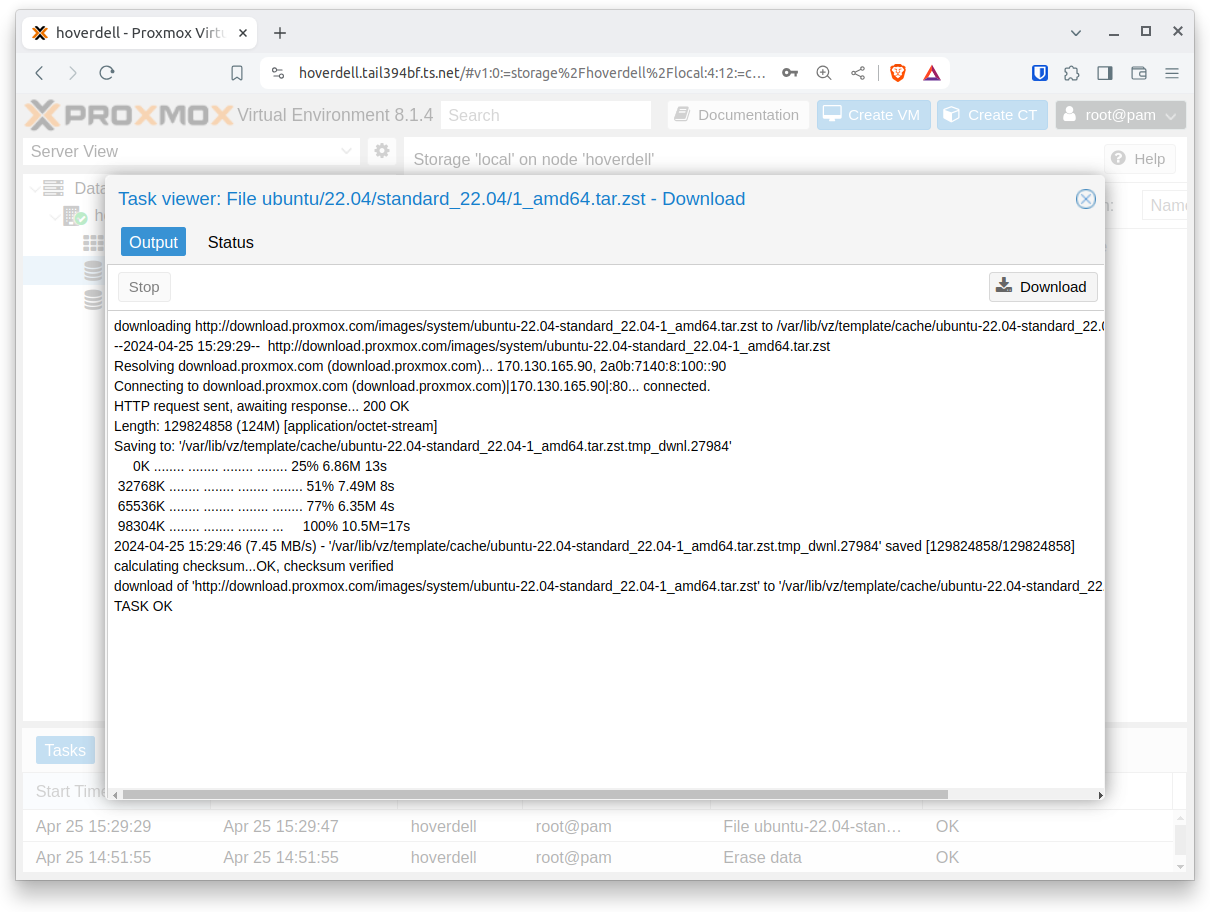 hoverdell - Proxmox Virtu
hoverdell.tail394bf.ts.net/#v1:0:=storage%2Fhoverdell%2Flocal:4:12:=c…
PROXMOX Virtual Environment 8.1.4
Search
Documentation
Create VM
Create CT
root@pam
Server View
Storage 'local' on node 'hoverdell'
Help
Data
Name
Task viewer: File ubuntu/22.04/standard_22.04/1_amd64.tar.zst - Download
Output
Status
Stop
Download
downloading http://download.proxmox.com/images/system/ubuntu-22.04-standard_22.04-1_amd64.tar.zst to /var/lib/vz/template/cache/ubuntu-22.04-standard_22.0
--2024-04-25 15:29:29-- http://download.proxmox.com/images/system/ubuntu-22.04-standard_22.04-1_amd64.tar.zst
Resolving download.proxmox.com (download.proxmox.com)... 170.130.165.90, 2a0b:7140:8:100::90
Connecting to download.proxmox.com (download.proxmox.com)|170.130.165.90|:80... connected.
HTTP request sent, awaiting response... 200 OK
Length: 129824858 (124M) [application/octet-stream]
Saving to: '/var/lib/vz/template/cache/ubuntu-22.04-standard_22.04-1_amd64.tar.zst.tmp_dwnl.27984'
0K ........ ........ ........ ........ 25% 6.86M 13s
32768K ........ ........ ........ ........ 51% 7.49M 8s
65536K ........ ........ ........ ........ 77% 6.35M 4s
98304K ........ ........ ........ ... 100% 10.5M=17s
2024-04-25 15:29:46 (7.45 MB/s) - '/var/lib/vz/template/cache/ubuntu-22.04-standard_22.04-1_amd64.tar.zst.tmp_dwnl.27984' saved [129824858/129824858]
calculating checksum...OK, checksum verified
download of 'http://download.proxmox.com/images/system/ubuntu-22.04-standard_22.04-1_amd64.tar.zst' to '/var/lib/vz/template/cache/ubuntu-22.04-standard_22
TASK OK
Tasks
Start Time
Apr 25 15:29:29 Apr 25 15:29:47 hoverdell root@pam File ubuntu-22.04-stan… OK
Apr 25 14:51:55 Apr 25 14:51:55 hoverdell root@pam Erase data OK